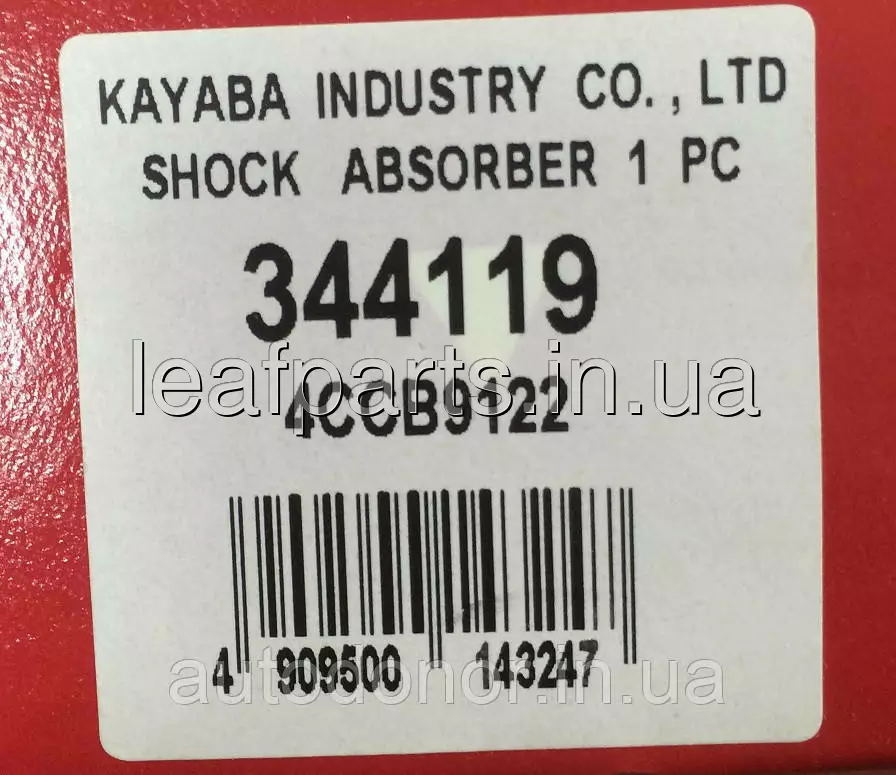 KAYABA INDUSTRY CO., LTD
SHOCK ABSORBER 1 PC
344119
leafparts.in.ua
4CCB9122
4 909500 143247
autodonor.in.ua